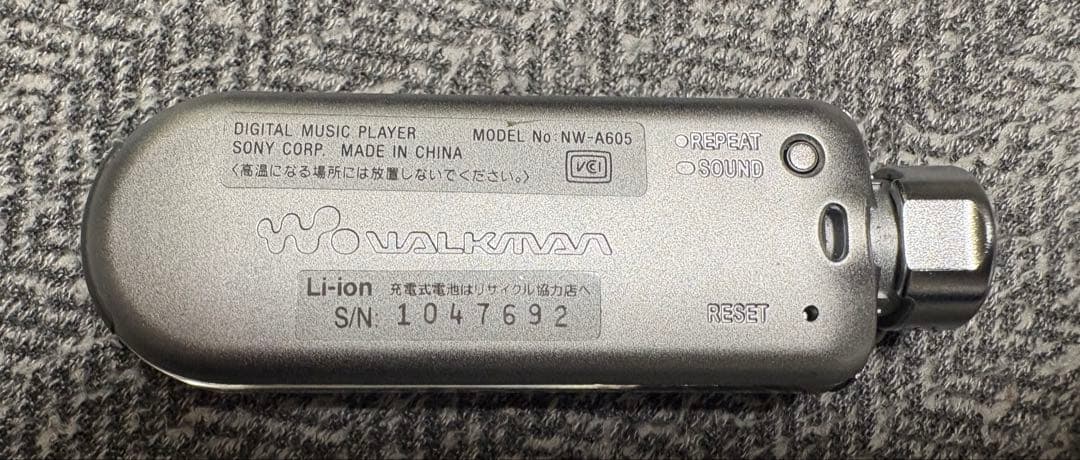 DIGITAL MUSIC PLAYER MODEL No: NW-A605
SONY CORP. MADE IN CHINA
〈高温になる場所には放置しないでください。〉
VCI
REPEAT
SOUND
WALKMAN
Li-ion 充電式電池はリサイクル協力店へ
S/N: 1047692
RESET